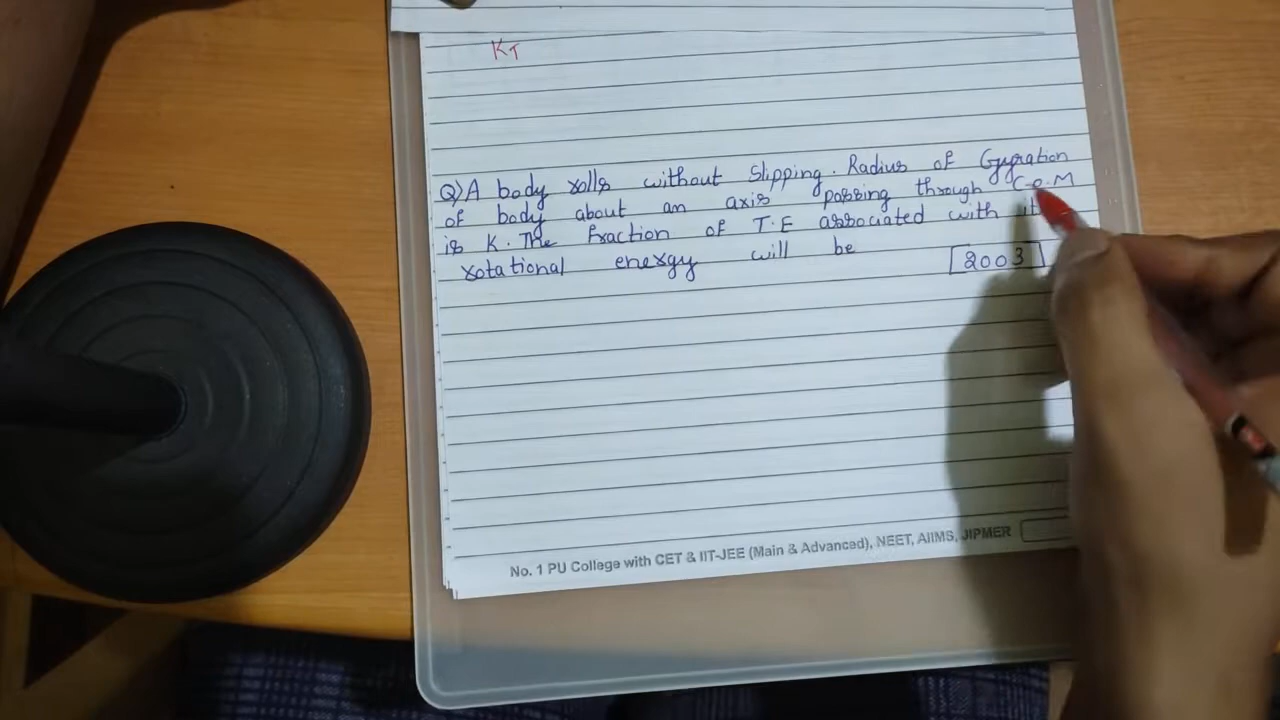 KT
Q) A body rolls without Slipping. Radius of Gyration
of body about an axis passing through C.O.M
is K. The fraction of T.E associated with it
rotational energy will be
2003
No. 1 PU College with CET & IIT-JEE (Main & Advanced), NEET, AIIMS, JIPMER